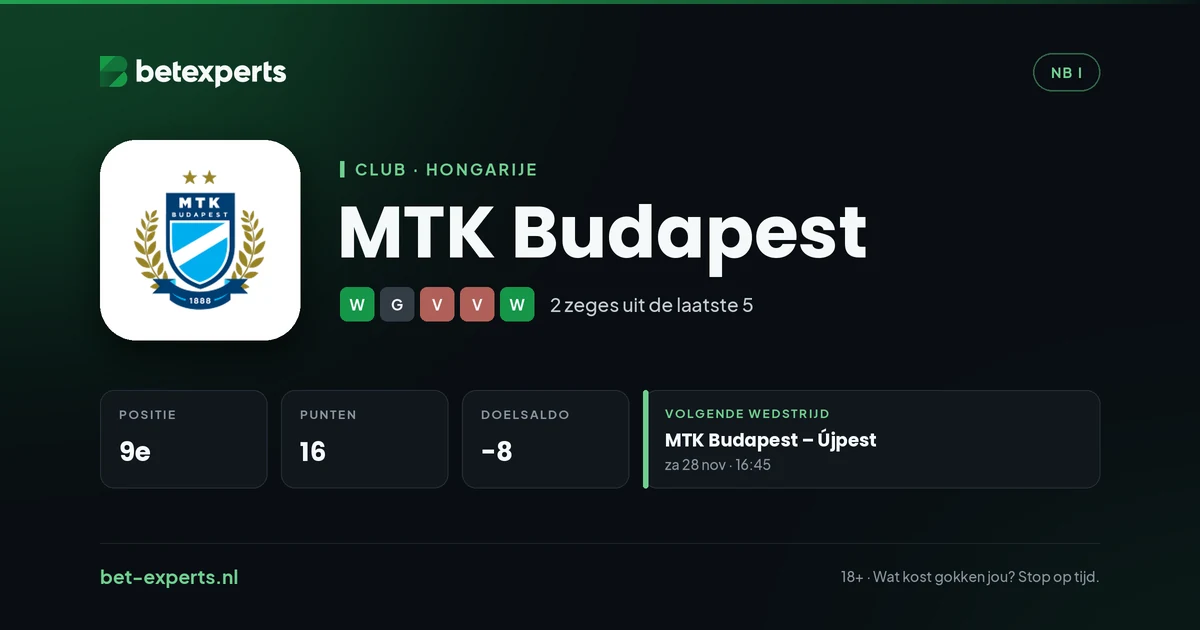 betexperts
NB I
MTK
BUDAPEST
1888
CLUB · HONGARIJE
MTK Budapest
W G V V W 2 zeges uit de laatste 5
POSITIE
9e
PUNTEN
16
DOELSALDO
-8
VOLGENDE WEDSTRIJD
MTK Budapest – Újpest
za 28 nov · 16:45
bet-experts.nl
18+ · Wat kost gokken jou? Stop op tijd.